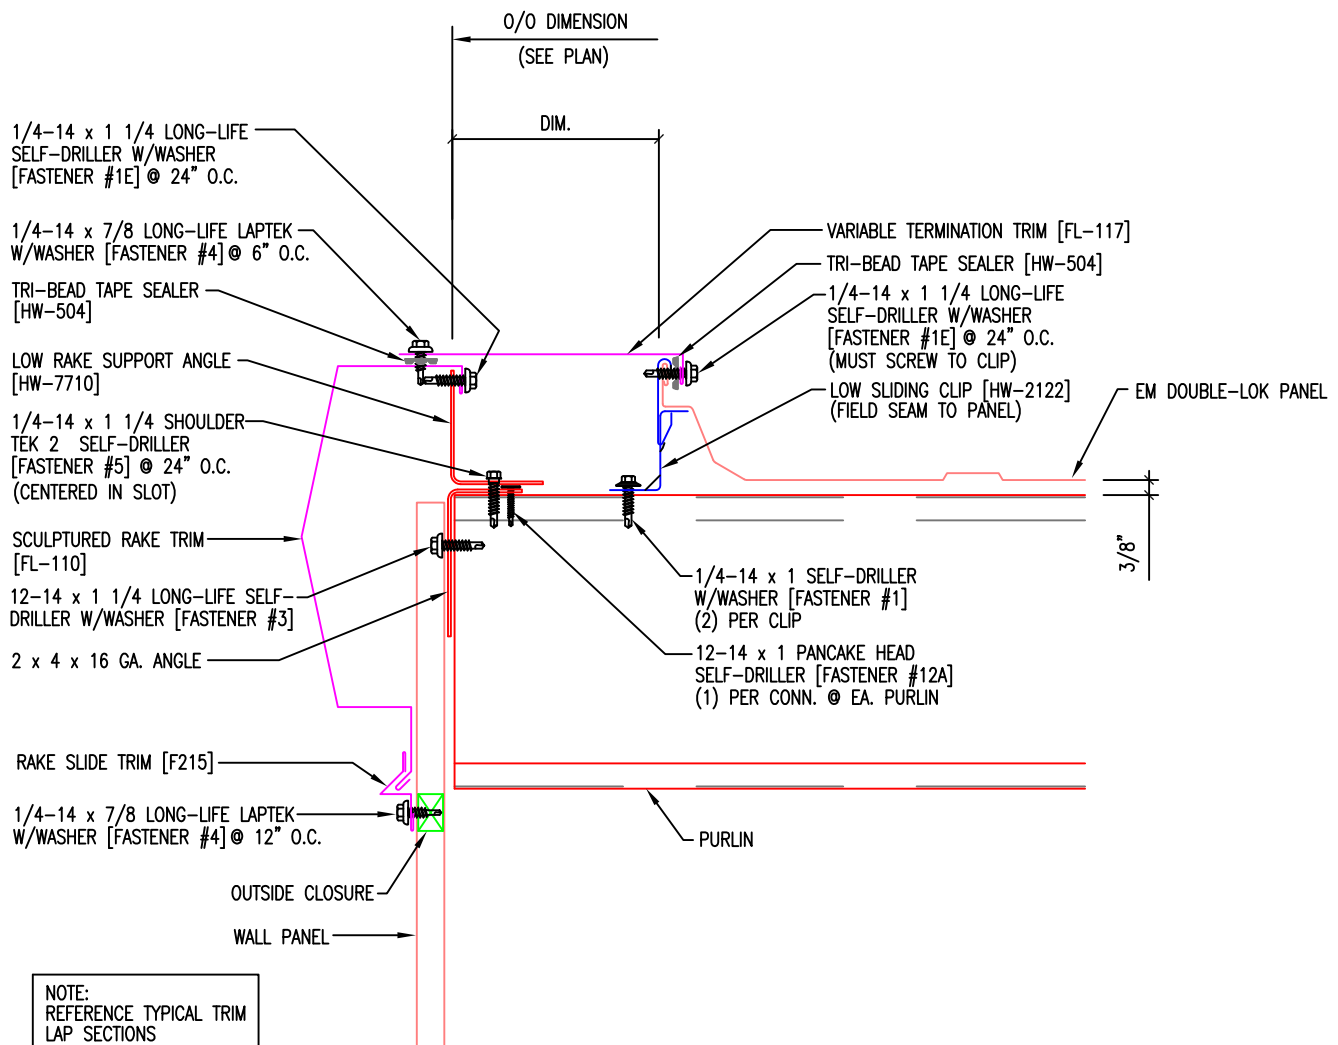 O/O DIMENSION
(SEE PLAN)
DIM.
1/4-14 x 1 1/4 LONG-LIFE
SELF-DRILLER W/WASHER
[FASTENER #1E] @ 24" O.C.
1/4-14 x 7/8 LONG-LIFE LAPTEK
W/WASHER [FASTENER #4] @ 6" O.C.
TRI-BEAD TAPE SEALER
[HW-504]
LOW RAKE SUPPORT ANGLE
[HW-7710]
1/4-14 x 1 1/4 SHOULDER
TEK 2 SELF-DRILLER
[FASTENER #5] @ 24" O.C.
(CENTERED IN SLOT)
SCULPTURED RAKE TRIM
[FL-110]
12-14 x 1 1/4 LONG-LIFE SELF-
DRILLER W/WASHER [FASTENER #3]
2 x 4 x 16 GA. ANGLE
RAKE SLIDE TRIM [F215]
1/4-14 x 7/8 LONG-LIFE LAPTEK
W/WASHER [FASTENER #4] @ 12" O.C.
OUTSIDE CLOSURE
WALL PANEL
NOTE:
REFERENCE TYPICAL TRIM
LAP SECTIONS
VARIABLE TERMINATION TRIM [FL-117]
TRI-BEAD TAPE SEALER [HW-504]
1/4-14 x 1 1/4 LONG-LIFE
SELF-DRILLER W/WASHER
[FASTENER #1E] @ 24" O.C.
(MUST SCREW TO CLIP)
LOW SLIDING CLIP [HW-2122]
(FIELD SEAM TO PANEL)
EM DOUBLE-LOK PANEL
3/8"
1/4-14 x 1 SELF-DRILLER
W/WASHER [FASTENER #1]
(2) PER CLIP
12-14 x 1 PANCAKE HEAD
SELF-DRILLER [FASTENER #12A]
(1) PER CONN. @ EA. PURLIN
PURLIN